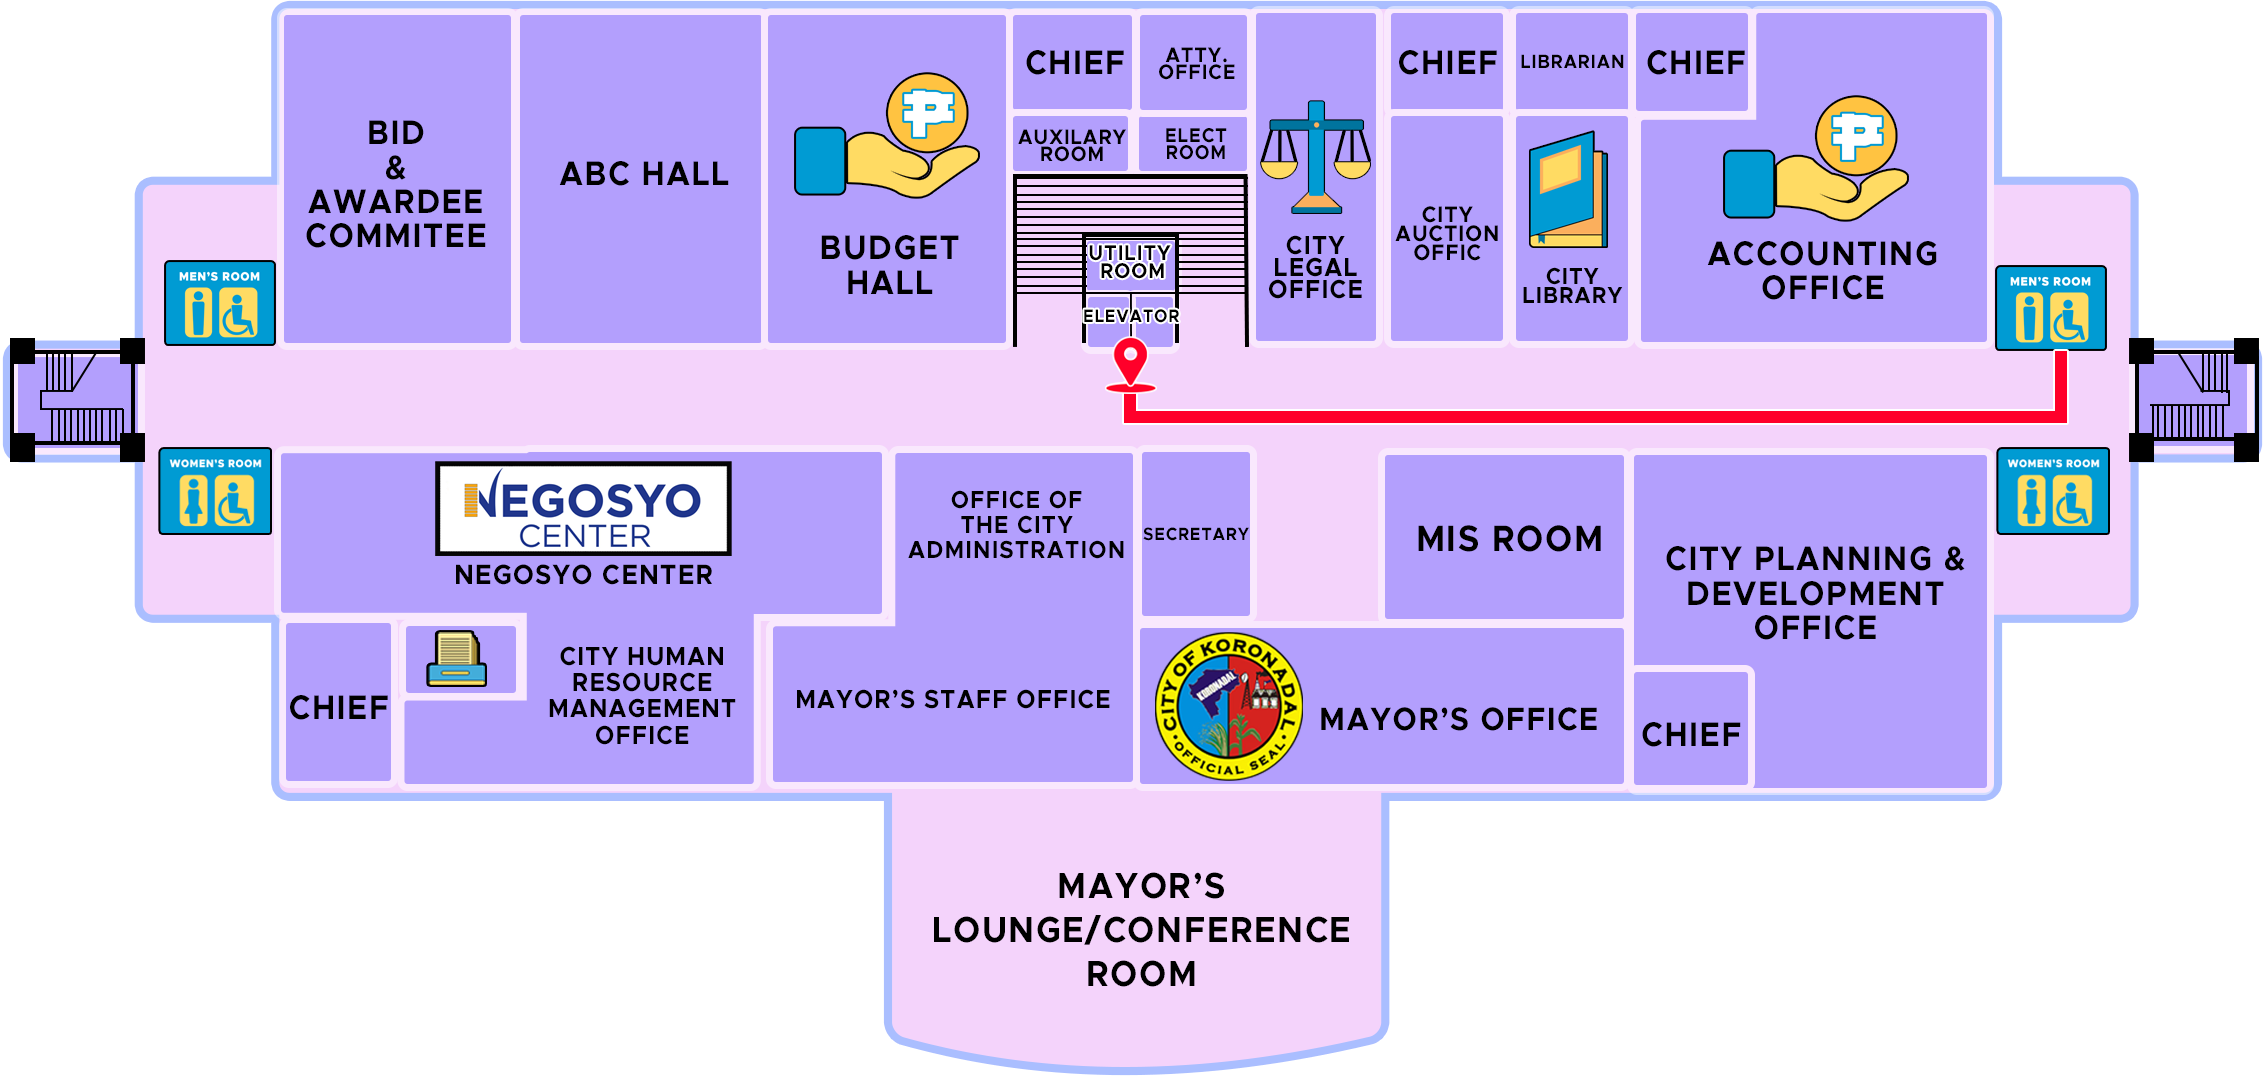 BID
&
AWARDEE
COMMITEE
ABC HALL
BUDGET
HALL
CHIEF
ATTY.
OFFICE
AUXILARY
ROOM
ELECT
ROOM
UTILITY
ROOM
ELEVATOR
CITY
LEGAL
OFFICE
CHIEF
CITY
AUCTION
OFFIC
LIBRARIAN
CITY
LIBRARY
CHIEF
ACCOUNTING
OFFICE
MEN'S ROOM
MEN'S ROOM
WOMEN'S ROOM
WOMEN'S ROOM
NEGOSYO
CENTER
NEGOSYO CENTER
CHIEF
CITY HUMAN
RESOURCE
MANAGEMENT
OFFICE
OFFICE OF
THE CITY
ADMINISTRATION
MAYOR'S STAFF OFFICE
SECRETARY
CITY OF KORONADAL
KORONADAL
OFFICIAL SEAL
MAYOR'S OFFICE
MIS ROOM
CITY PLANNING &
DEVELOPMENT
OFFICE
CHIEF
MAYOR'S
LOUNGE/CONFERENCE
ROOM